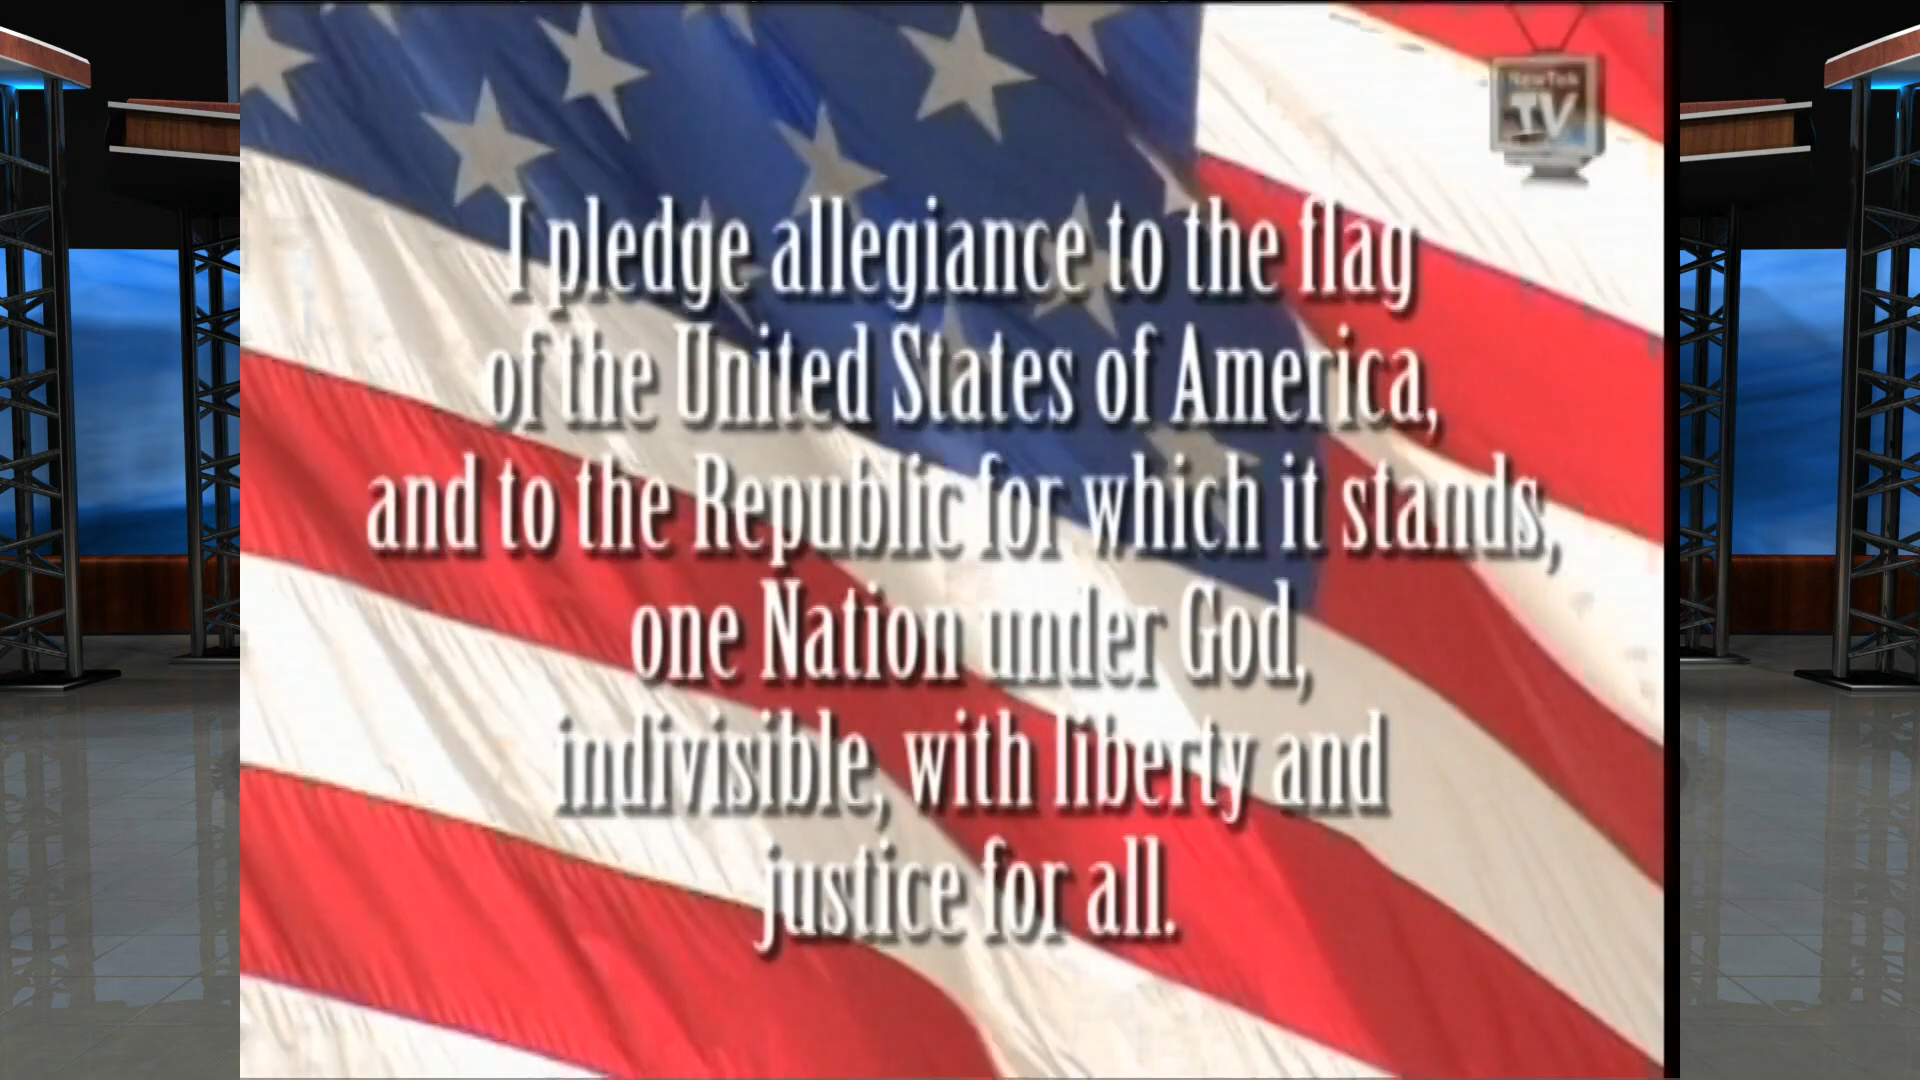 NewTek
TV
I pledge allegiance to the flag
of the United States of America,
and to the Republic for which it stands,
one Nation under God,
indivisible, with liberty and
justice for all.